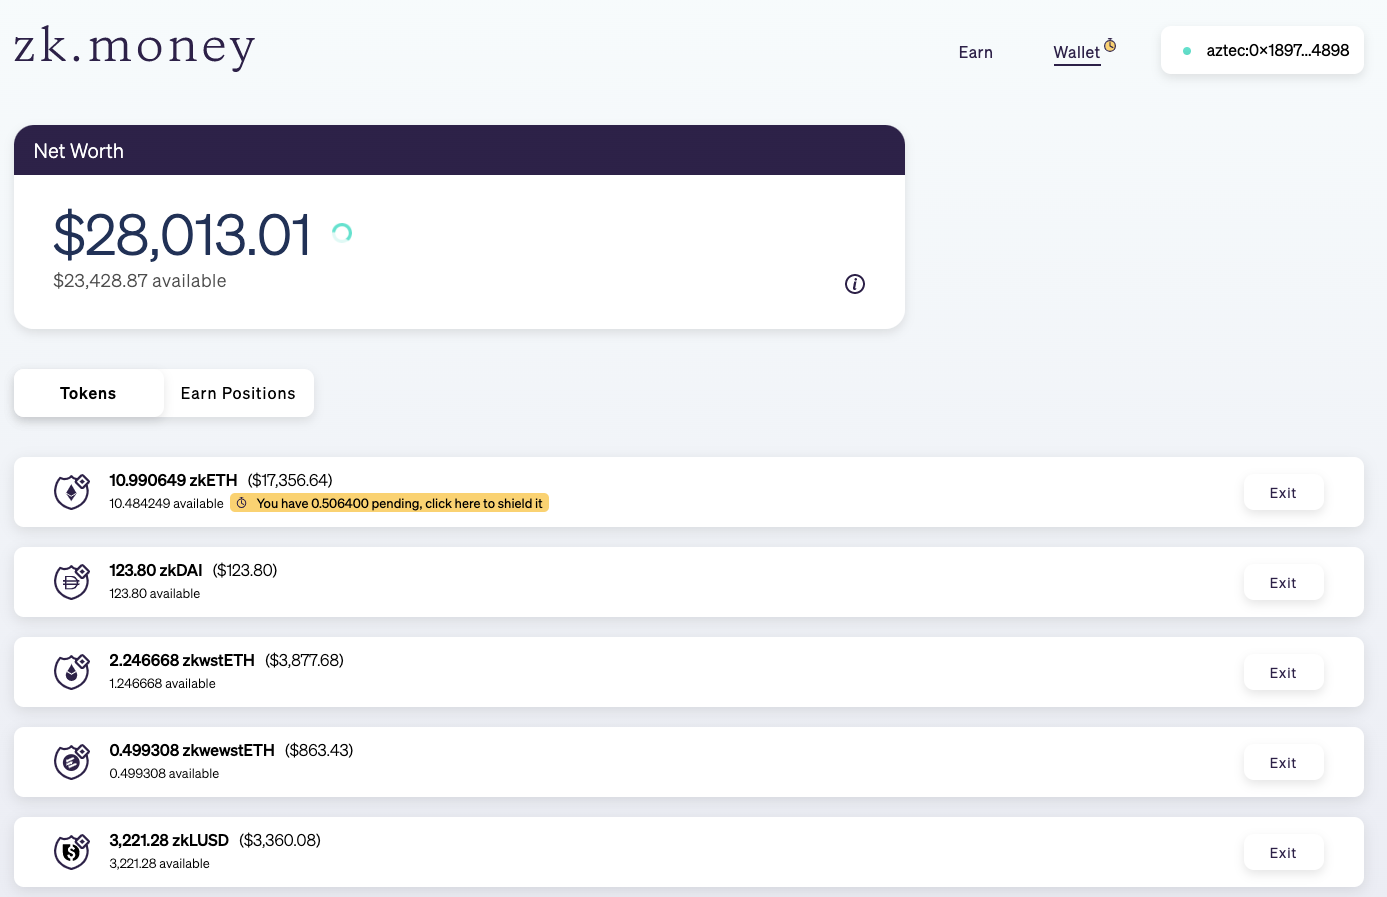 zk.money
Earn
Wallet
aztec:0×1897...4898
Net Worth
$28,013.01
$23,428.87 available
Tokens
Earn Positions
10.990649 zkETH ($17,356.64)
10.484249 available You have 0.506400 pending, click here to shield it
Exit
123.80 zkDAI ($123.80)
123.80 available
Exit
2.246668 zkwstETH ($3,877.68)
1.246668 available
Exit
0.499308 zkwewstETH ($863.43)
0.499308 available
Exit
3,221.28 zkLUSD ($3,360.08)
3,221.28 available
Exit